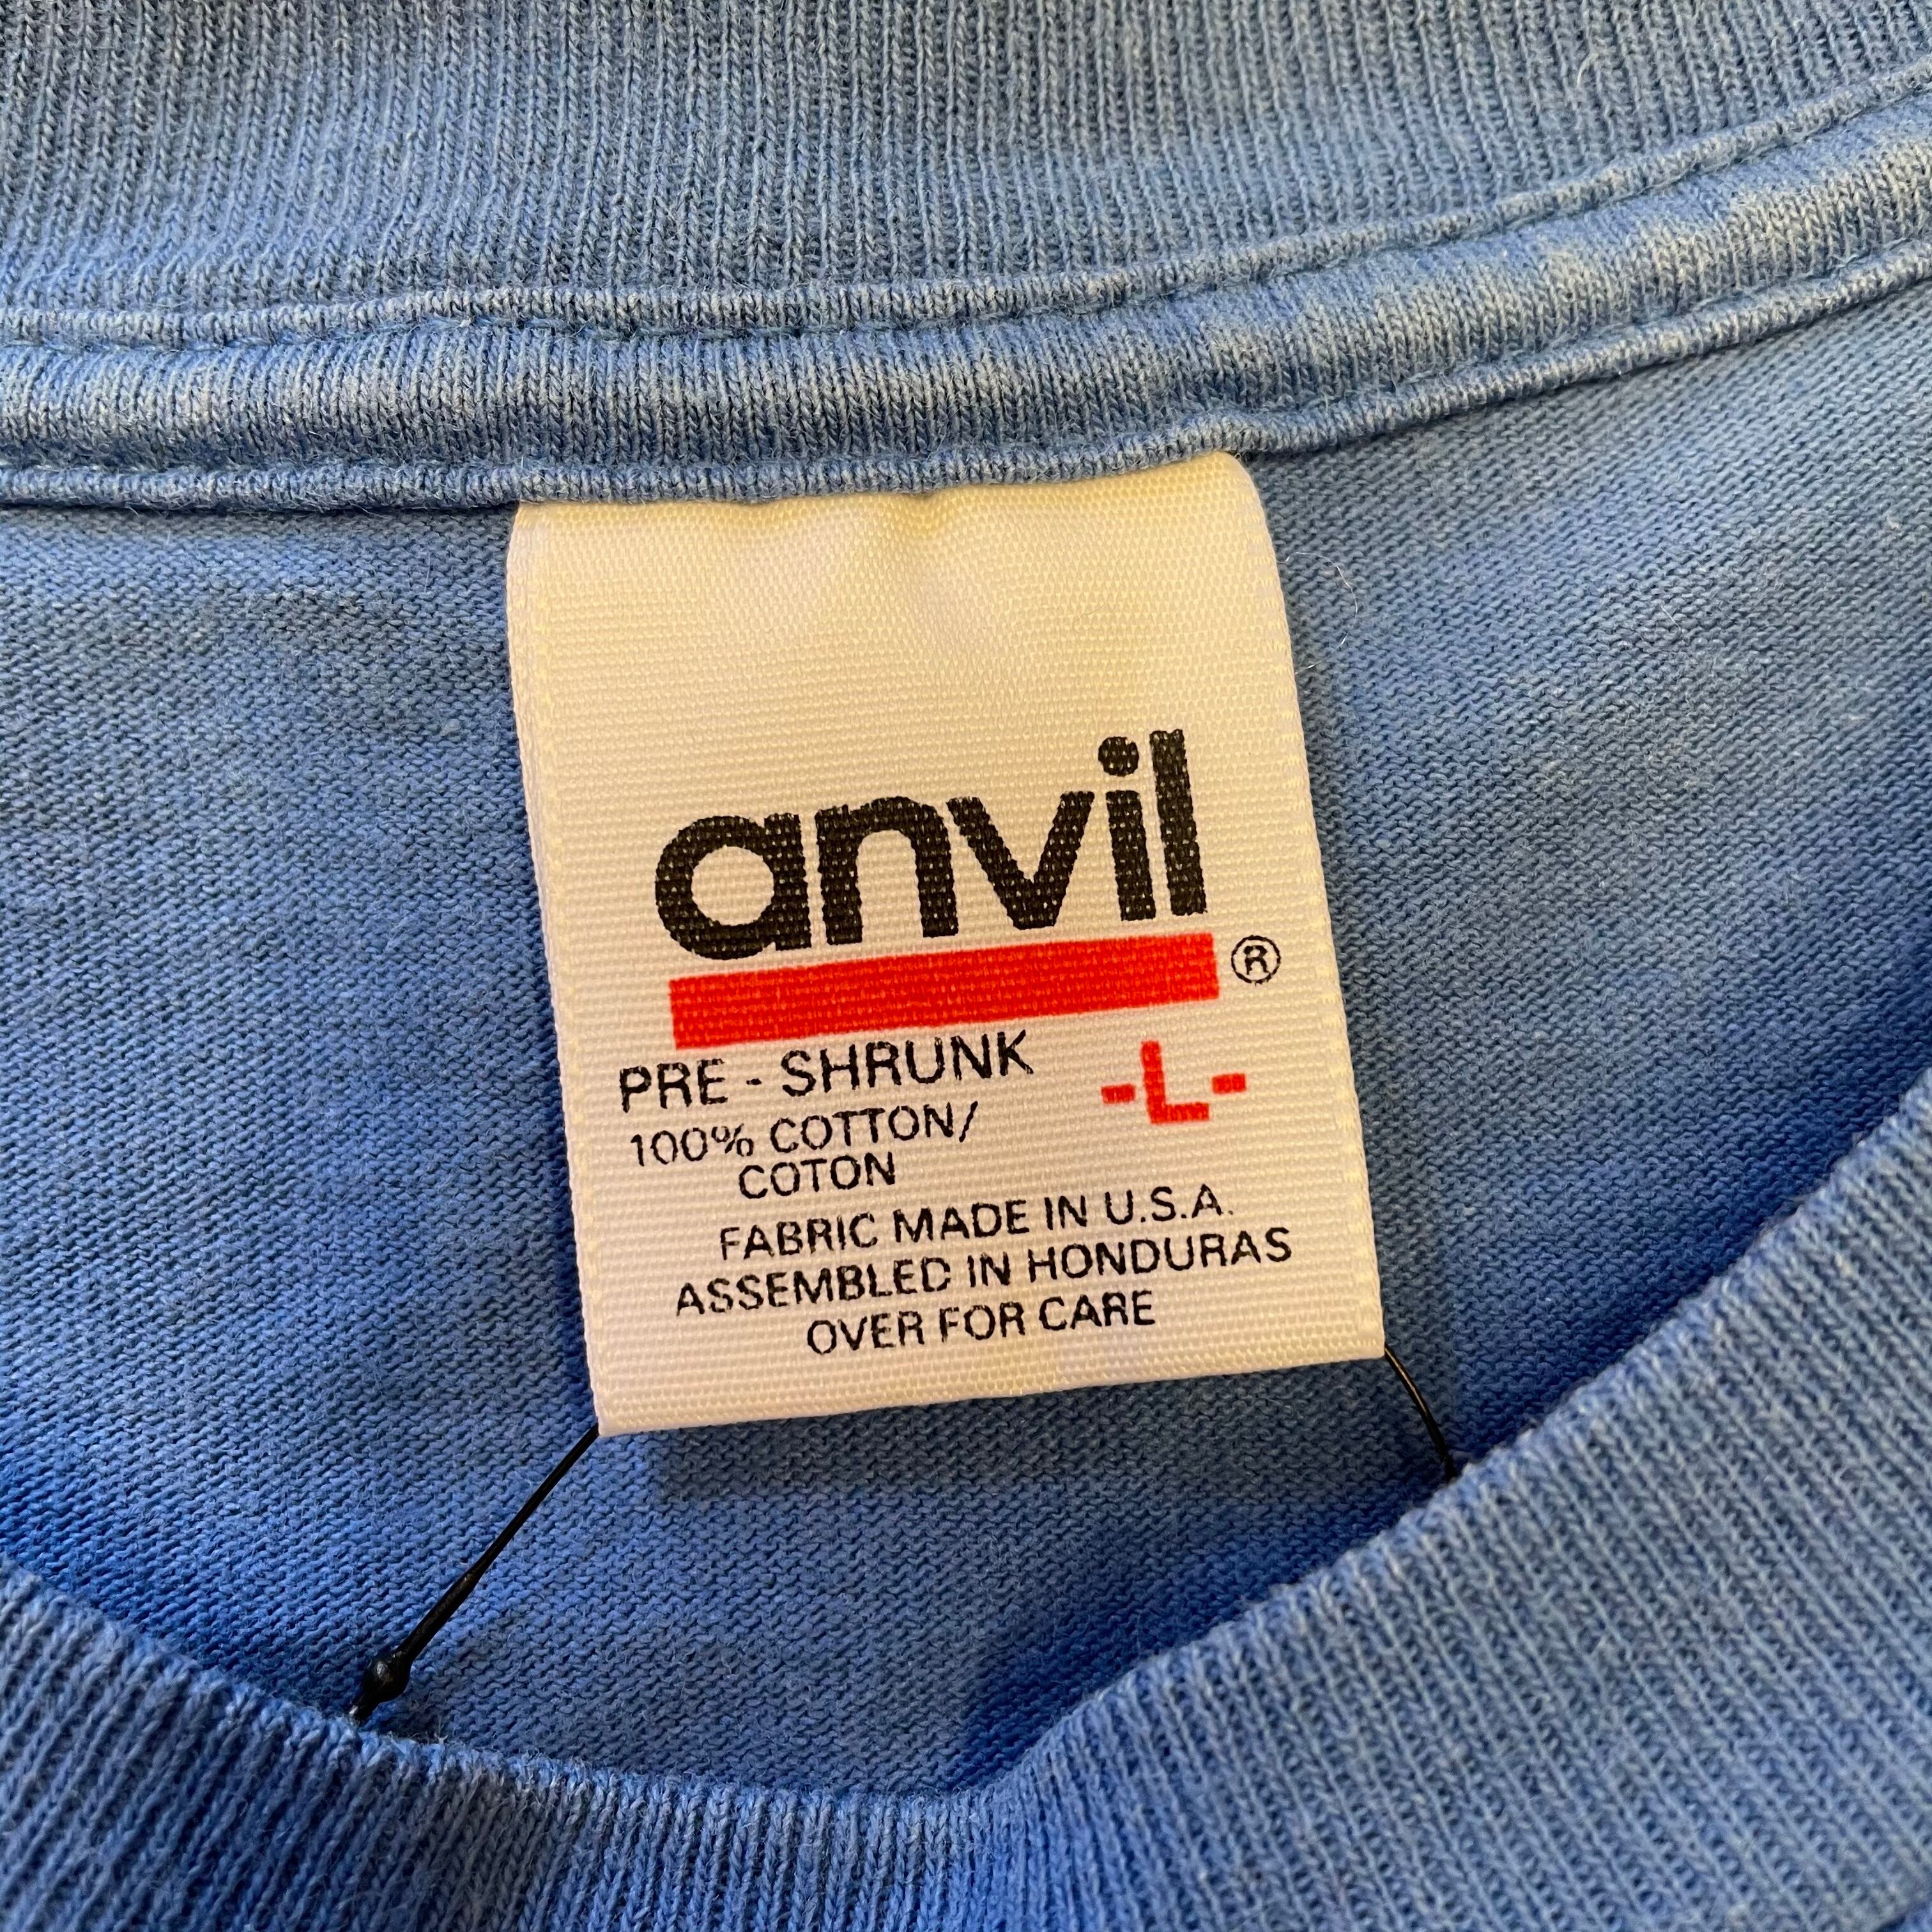 anvil
®
PRE - SHRUNK
-L-
100% COTTON/
COTON
FABRIC MADE IN U.S.A.
ASSEMBLED IN HONDURAS
OVER FOR CARE